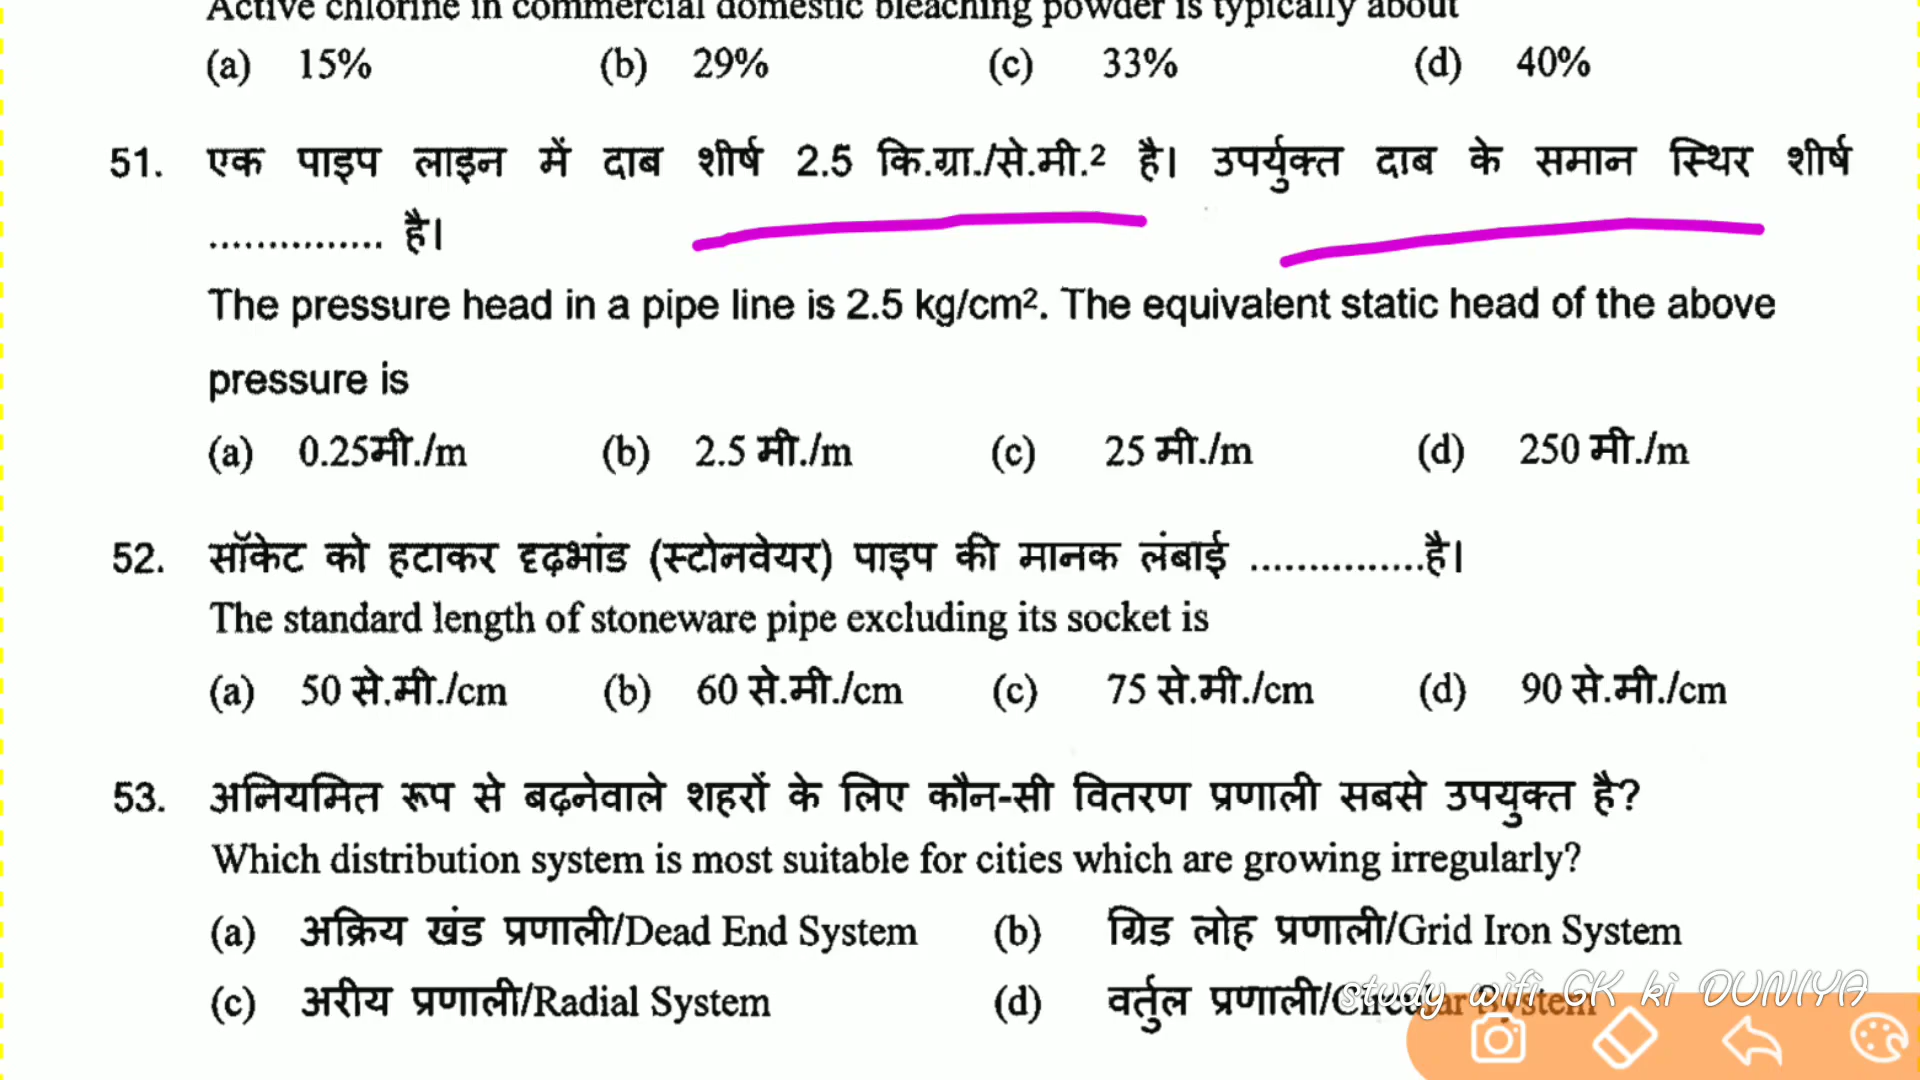 Active chlorine in commercial domestic bleaching powder is typically about
(a) 15% (b) 29% (c) 33% (d) 40%
51. एक पाइप लाइन में दाब शीर्ष 2.5 कि.ग्रा./से.मी.² है। उपर्युक्त दाब के समान स्थिर शीर्ष
............... है।
The pressure head in a pipe line is 2.5 kg/cm². The equivalent static head of the above
pressure is
(a) 0.25मी./m (b) 2.5 मी./m (c) 25 मी./m (d) 250 मी./m
52. सॉकेट को हटाकर दृढ़भांड (स्टोनवेयर) पाइप की मानक लंबाई ...............है।
The standard length of stoneware pipe excluding its socket is
(a) 50 से.मी./cm (b) 60 से.मी./cm (c) 75 से.मी./cm (d) 90 से.मी./cm
53. अनियमित रूप से बढ़नेवाले शहरों के लिए कौन-सी वितरण प्रणाली सबसे उपयुक्त है?
Which distribution system is most suitable for cities which are growing irregularly?
(a) अक्रिय खंड प्रणाली/Dead End System (b) ग्रिड लोह प्रणाली/Grid Iron System
(c) अरीय प्रणाली/Radial System (d) वर्तुल प्रणाली/Circular System
study wifi GK ki DUNIYA